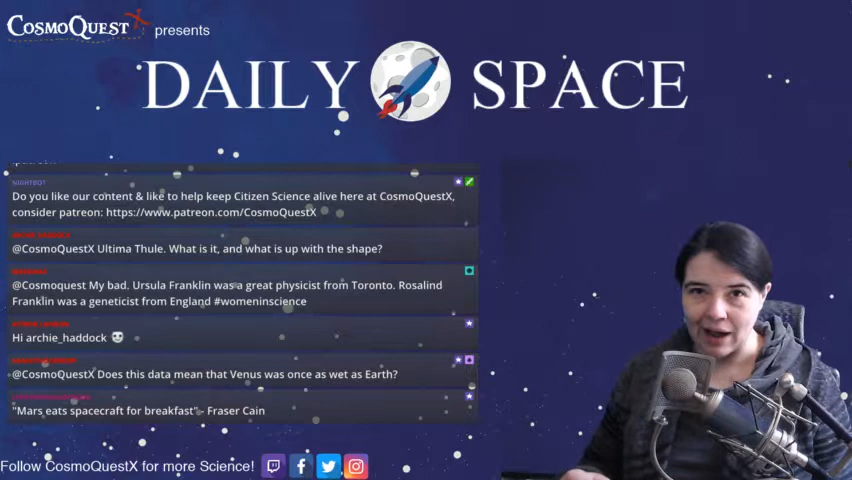 COSMOQUEST X presents
DAILY SPACE
NIGHTBOT
Do you like our content & like to help keep Citizen Science alive here at CosmoQuestX,
consider patreon: https://www.patreon.com/CosmoQuestX
@CosmoQuestX Ultima Thule. What is it, and what is up with the shape?
@Cosmoquest My bad. Ursula Franklin was a great physicist from Toronto. Rosalind
Franklin was a geneticist from England #womeninscience
Hi archie_haddock
@CosmoQuestX Does this data mean that Venus was once as wet as Earth?
"Mars eats spacecraft for breakfast" - Fraser Cain
Follow CosmoQuestX for more Science!